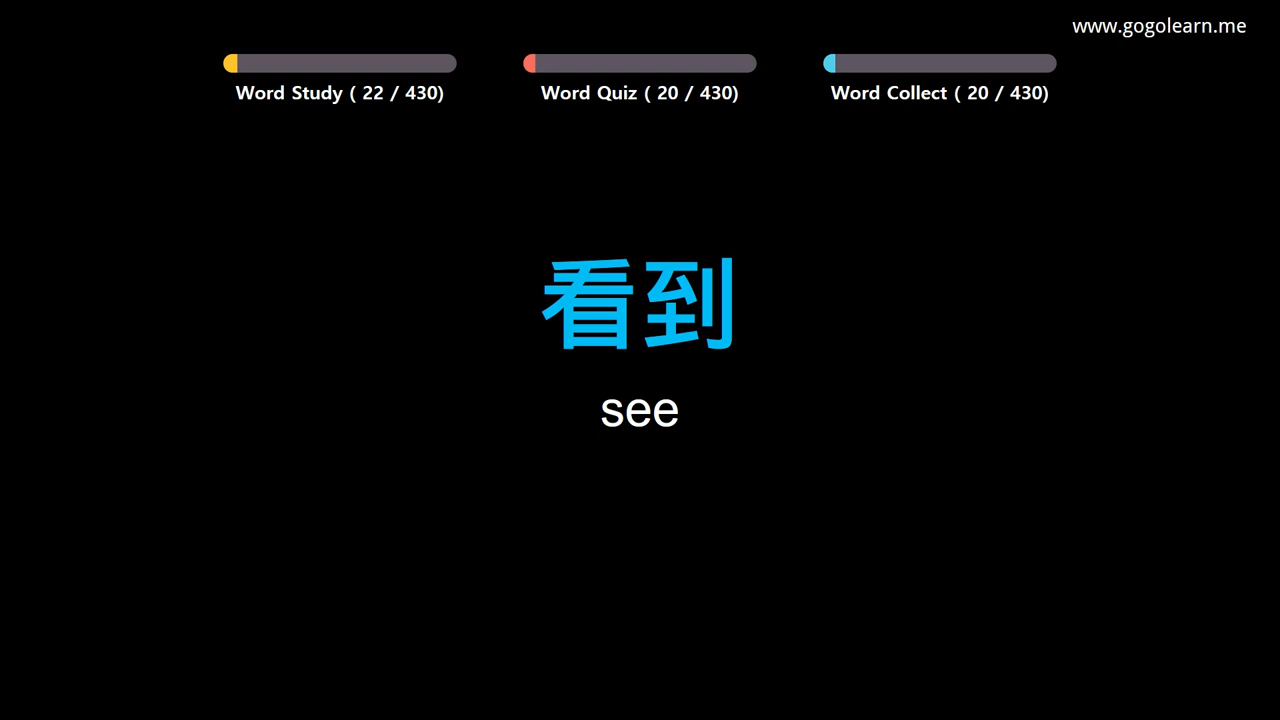 www.gogolearn.me
Word Study ( 22 / 430)
Word Quiz ( 20 / 430)
Word Collect ( 20 / 430)
看到
see